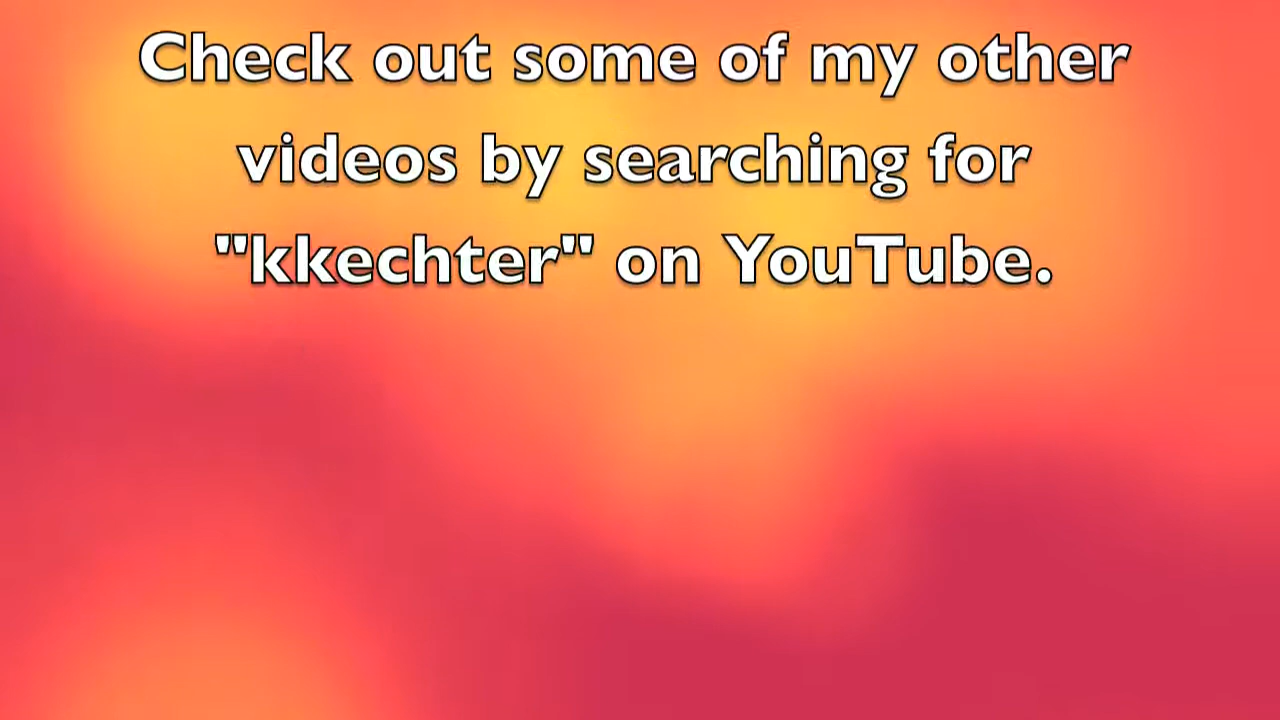 Check out some of my other
videos by searching for
"kkechter" on YouTube.